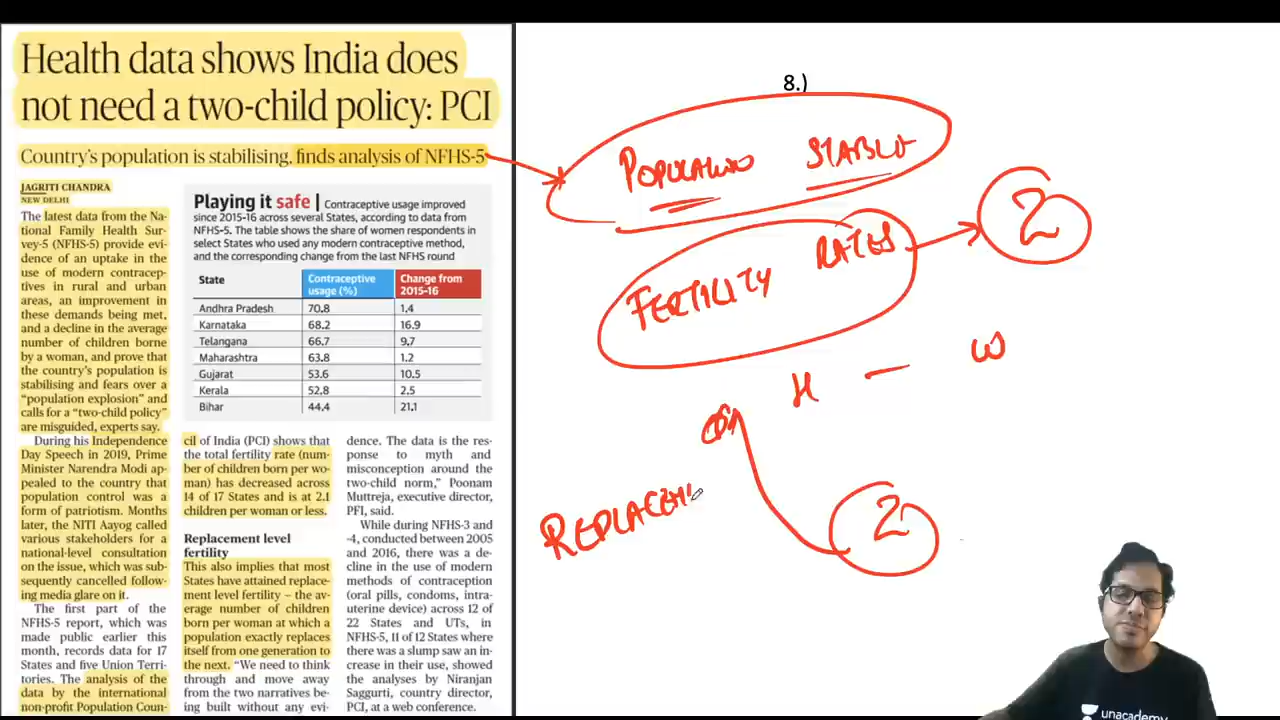 Health data shows India does
not need a two-child policy: PCI
Country's population is stabilising, finds analysis of NFHS-5
JAGRITI CHANDRA
NEW DELHI
The latest data from the Na-
tional Family Health Sur-
vey-5 (NFHS-5) provide evi-
dence of an uptake in the
use of modern contracep-
tives in rural and urban
areas, an improvement in
these demands being met,
and a decline in the average
number of children borne
by a woman, and prove that
the country's population is
stabilising and fears over a
"population explosion" and
calls for a "two-child policy"
are misguided, experts say.
During his Independence
Day Speech in 2019, Prime
Minister Narendra Modi ap-
pealed to the country that
population control was a
form of patriotism. Months
later, the NITI Aayog called
various stakeholders for a
national-level consultation
on the issue, which was sub-
sequently cancelled follow-
ing media glare on it.
The first part of the
NFHS-5 report, which was
made public earlier this
month, records data for 17
States and five Union Terri-
tories. The analysis of the
data by the international
non-profit Population Coun-
Playing it safe | Contraceptive usage improved
since 2015-16 across several States, according to data from
NFHS-5. The table shows the share of women respondents in
select States who used any modern contraceptive method,
and the corresponding change from the last NFHS round
State Contraceptive usage (%) Change from 2015-16
Andhra Pradesh 70.8 1.4
Karnataka 68.2 16.9
Telangana 66.7 9.7
Maharashtra 63.8 1.2
Gujarat 53.6 10.5
Kerala 52.8 2.5
Bihar 44.4 21.1
cil of India (PCI) shows that
the total fertility rate (num-
ber of children born per wo-
man) has decreased across
14 of 17 States and is at 2.1
children per woman or less.
Replacement level
fertility
This also implies that most
States have attained replace-
ment level fertility – the av-
erage number of children
born per woman at which a
population exactly replaces
itself from one generation to
the next. "We need to think
through and move away
from the two narratives be-
ing built without any evi-
dence. The data is the res-
ponse to myth and
misconception around the
two-child norm," Poonam
Muttreja, executive director,
PFI, said.
While during NFHS-3 and
-4, conducted between 2005
and 2016, there was a de-
cline in the use of modern
methods of contraception
(oral pills, condoms, intra-
uterine device) across 12 of
22 States and UTs, in
NFHS-5, 11 of 12 States where
there was a slump saw an in-
crease in their use, showed
the analyses by Niranjan
Saggurti, country director,
PCI, at a web conference.
8.)
STABLE
FERTILITY RATES
2
H — W
2
REPLACEM
unacademy